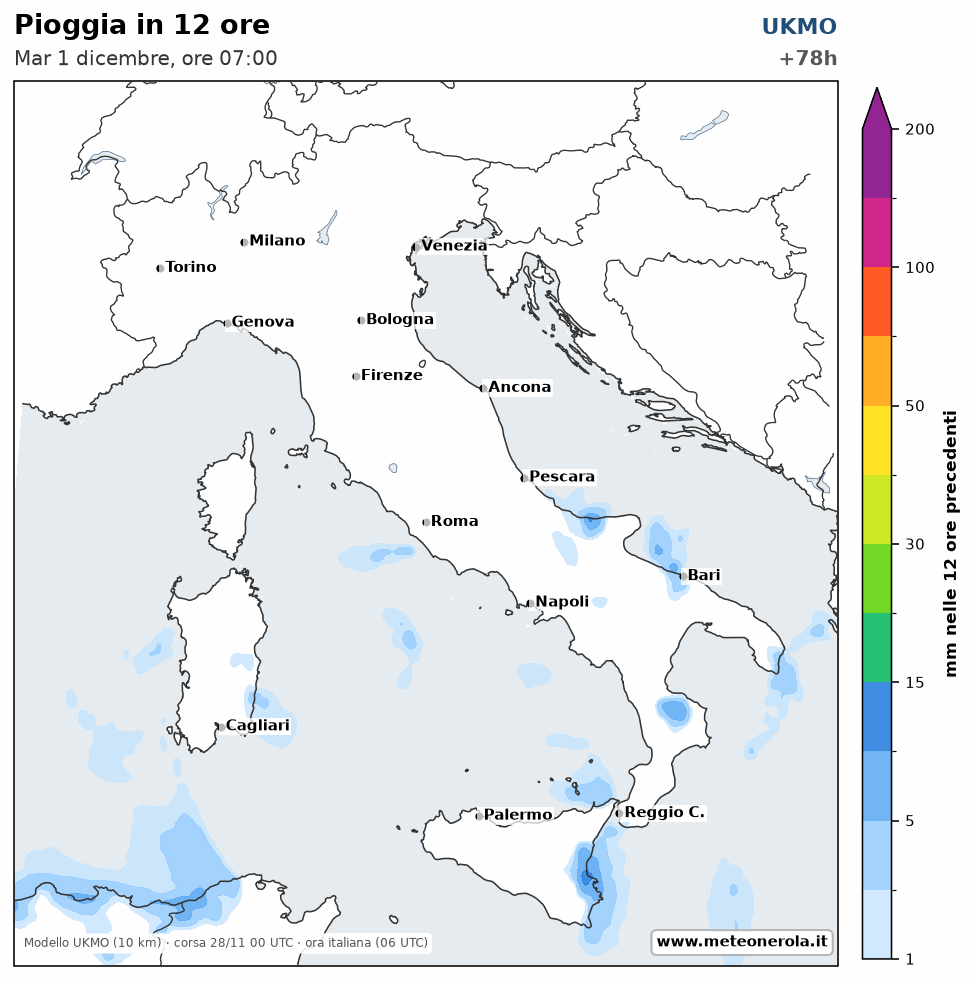 Pioggia in 12 ore
UKMO
Mar 1 dicembre, ore 07:00
+78h
200
100
50
30
15
5
1
mm nelle 12 ore precedenti
Milano
Venezia
Torino
Bologna
Genova
Firenze
Ancona
Pescara
Roma
Bari
Napoli
Cagliari
Palermo
Reggio C.
Modello UKMO (10 km) · corsa 28/11 00 UTC · ora italiana (06 UTC)
www.meteonerola.it